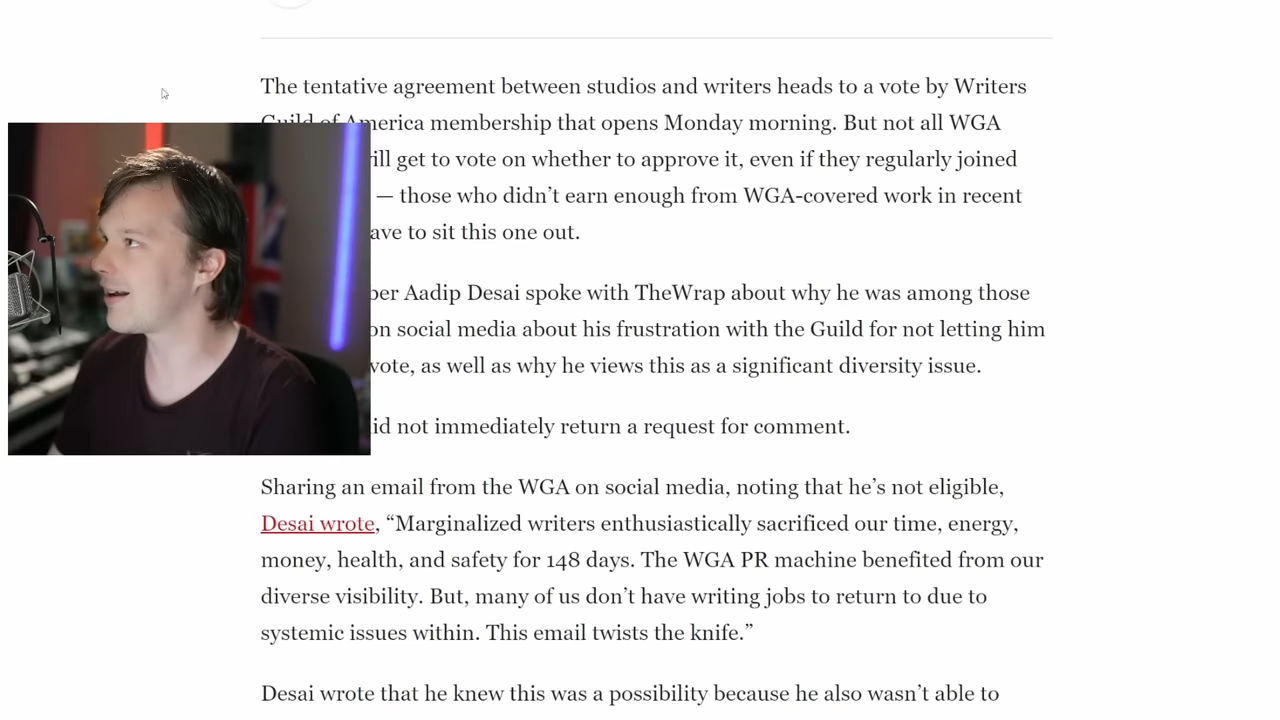 The tentative agreement between studios and writers heads to a vote by Writers
America membership that opens Monday morning. But not all WGA
will get to vote on whether to approve it, even if they regularly joined
— those who didn’t earn enough from WGA-covered work in recent
to sit this one out.
Aadip Desai spoke with TheWrap about why he was among those
on social media about his frustration with the Guild for not letting him
vote, as well as why he views this as a significant diversity issue.
not immediately return a request for comment.
Sharing an email from the WGA on social media, noting that he’s not eligible,
Desai wrote, “Marginalized writers enthusiastically sacrificed our time, energy,
money, health, and safety for 148 days. The WGA PR machine benefited from our
diverse visibility. But, many of us don’t have writing jobs to return to due to
systemic issues within. This email twists the knife.”
Desai wrote that he knew this was a possibility because he also wasn’t able to